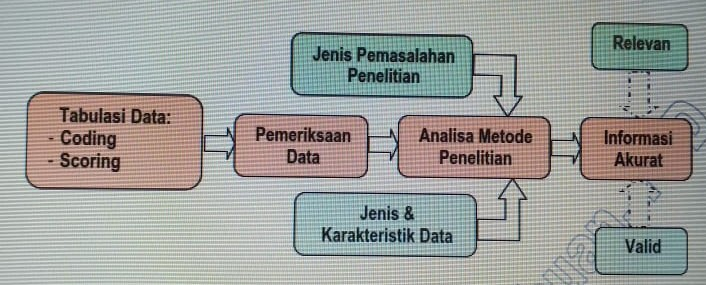 Jenis Pemasalahan
Penelitian
Relevan
Tabulasi Data:
- Coding
- Scoring
Pemeriksaan
Data
Analisa Metode
Penelitian
Informasi
Akurat
Jenis &
Karakteristik Data
Valid